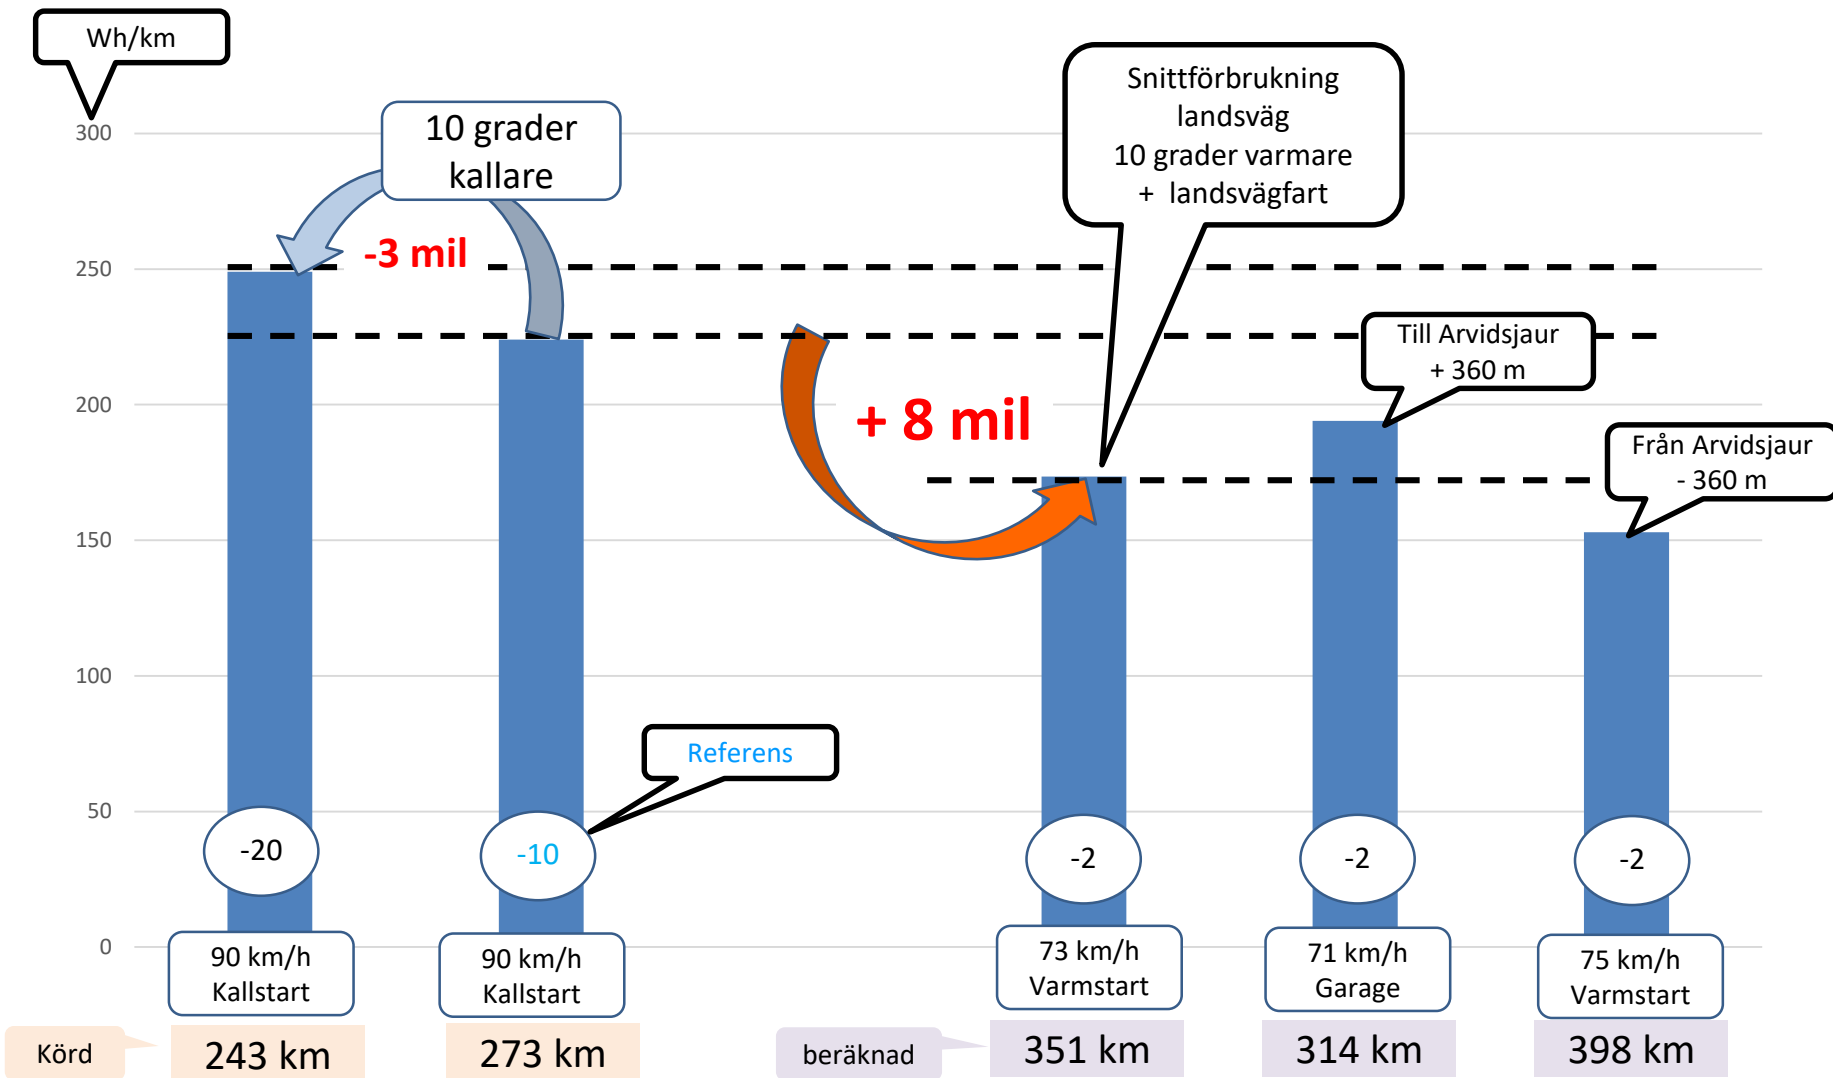 Wh/km
300
250
200
150
100
50
0
10 grader
kallare
-3 mil
Snittförbrukning
landsväg
10 grader varmare
+ landsvägfart
+ 8 mil
Till Arvidsjaur
+ 360 m
Från Arvidsjaur
- 360 m
Referens
-20
-10
-2
-2
-2
90 km/h
Kallstart
90 km/h
Kallstart
73 km/h
Varmstart
71 km/h
Garage
75 km/h
Varmstart
Körd
243 km
273 km
beräknad
351 km
314 km
398 km